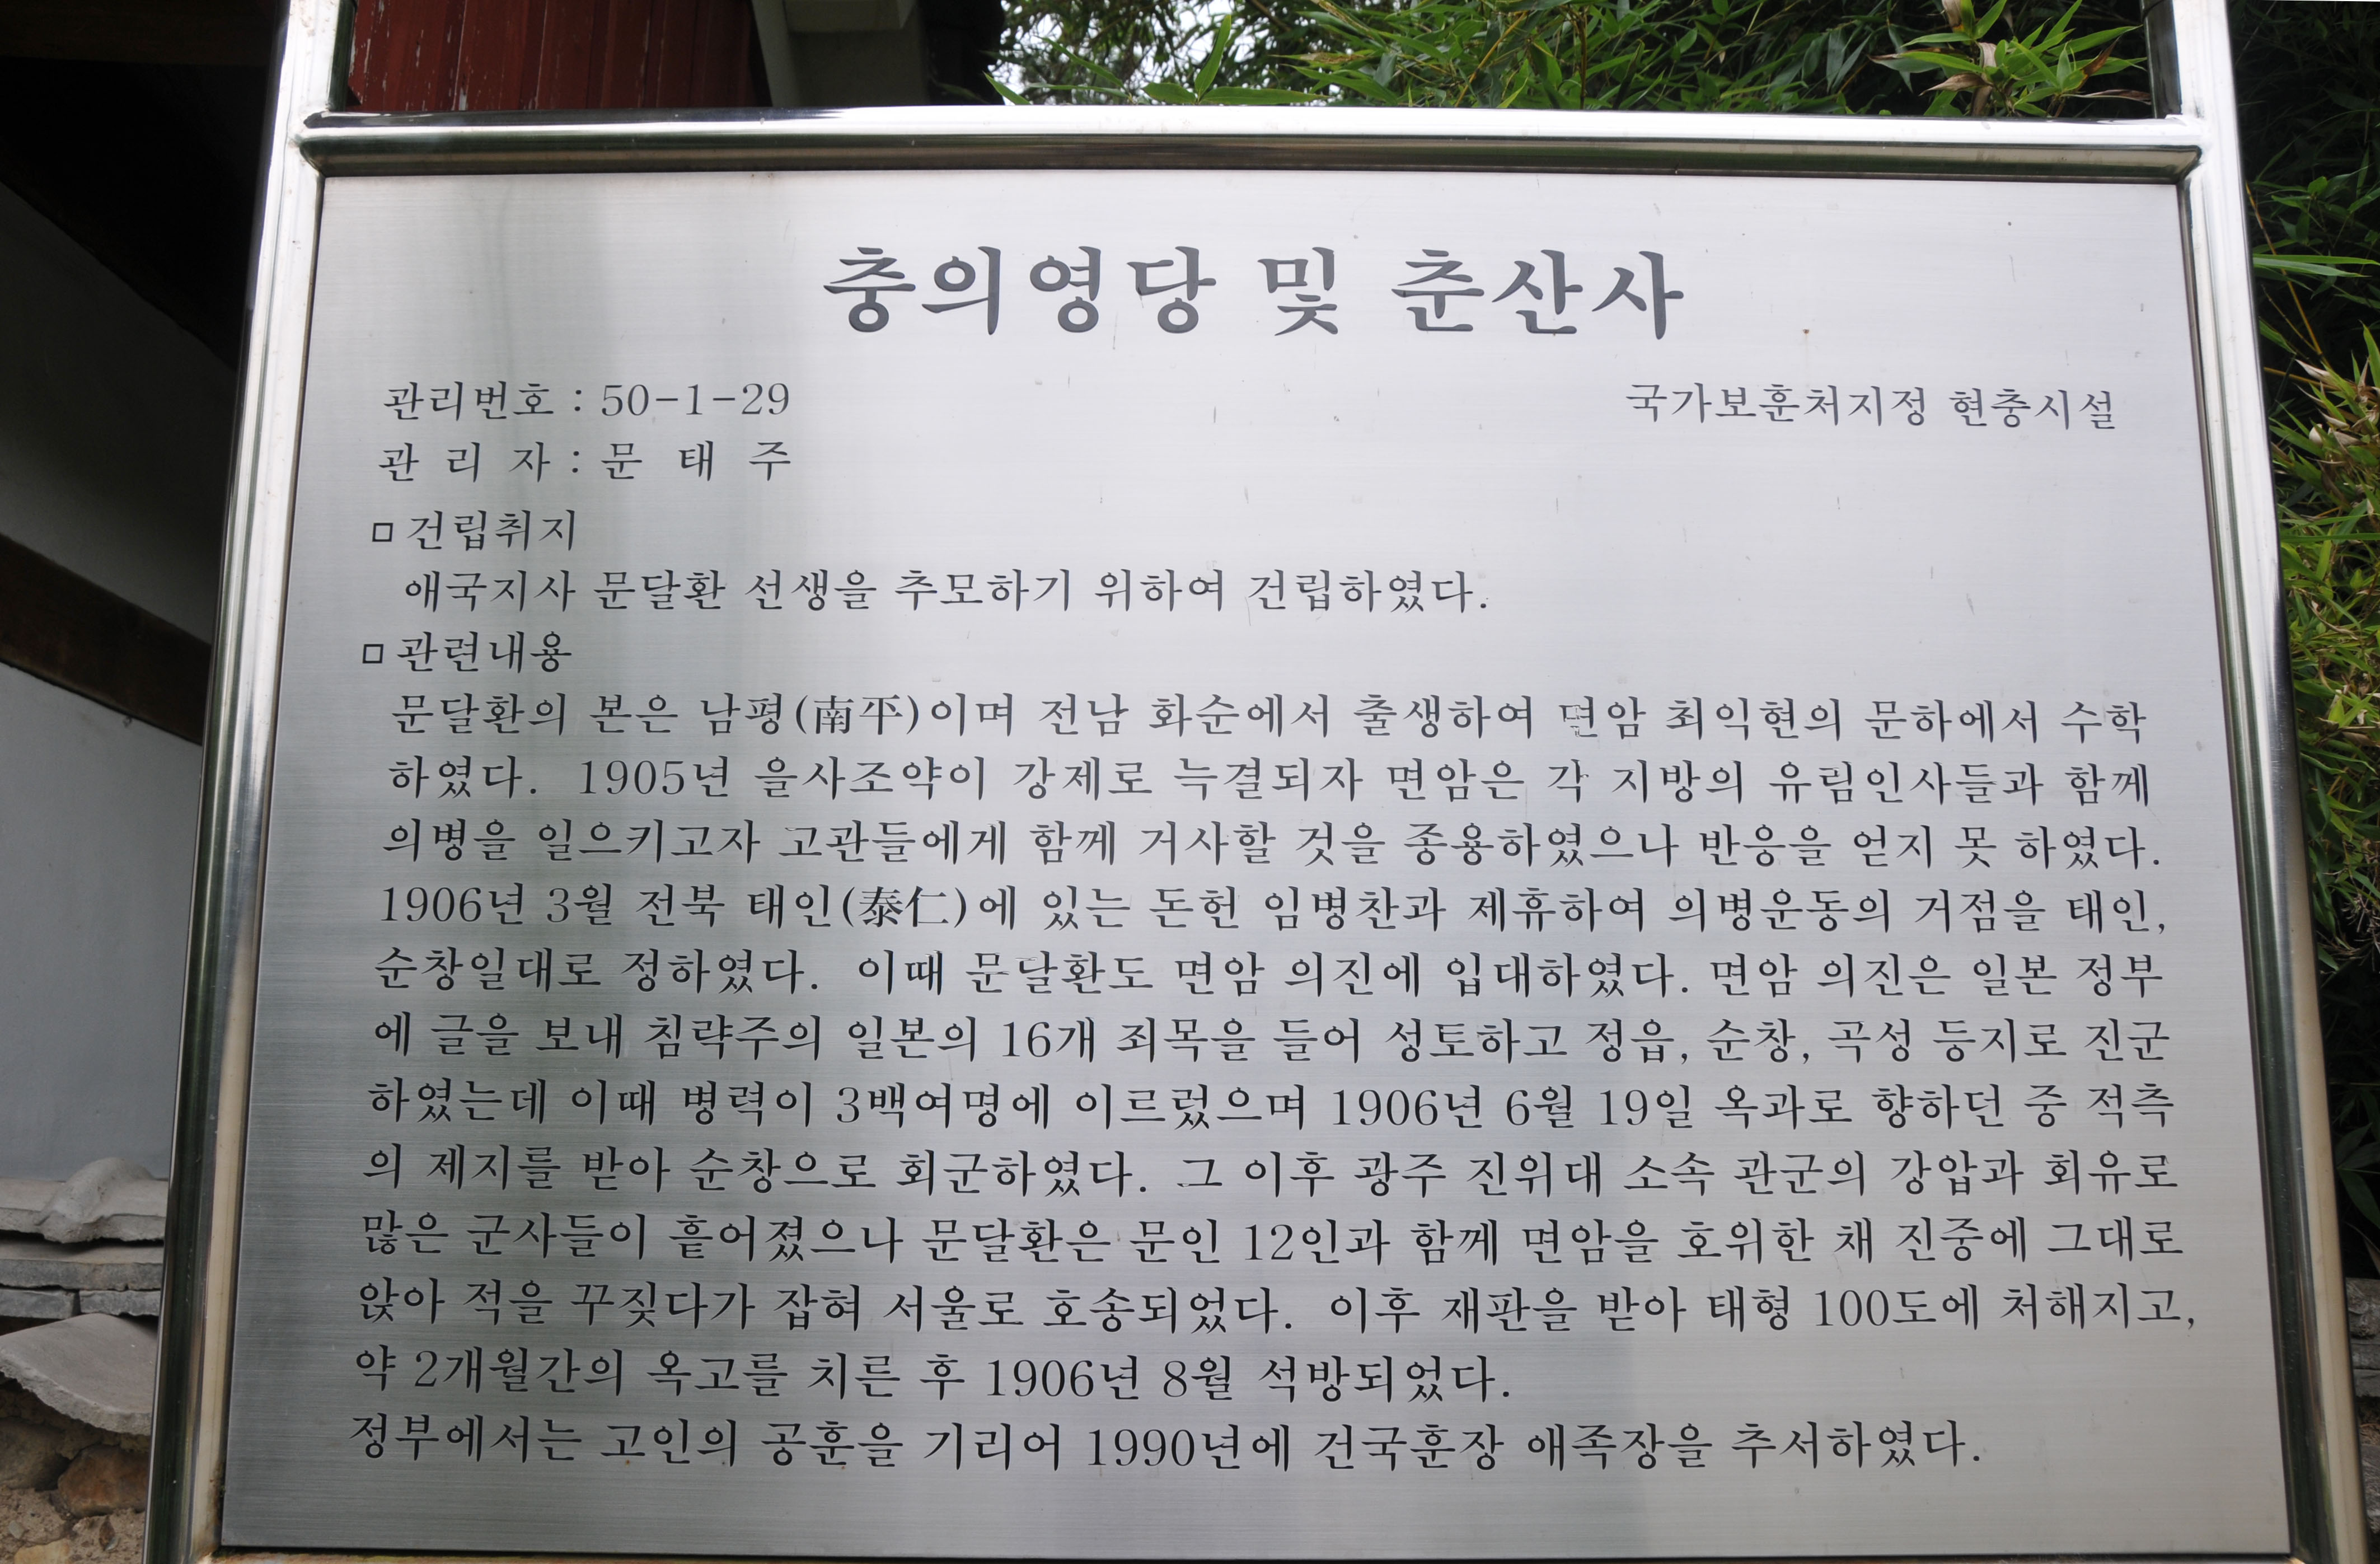 충의영당 및 춘산사
관리번호 : 50-1-29
국가보훈처지정 현충시설
관 리 자 : 문 태 주
□ 건립취지
애국지사 문달환 선생을 추모하기 위하여 건립하였다.
□ 관련내용
문달환의 본은 남평(南平)이며 전남 화순에서 출생하여 면암 최익현의 문하에서 수학
하였다. 1905년 을사조약이 강제로 늑결되자 면암은 각 지방의 유림인사들과 함께
의병을 일으키고자 고관들에게 함께 거사할 것을 종용하였으나 반응을 얻지 못 하였다.
1906년 3월 전북 태인(泰仁)에 있는 돈헌 임병찬과 제휴하여 의병운동의 거점을 태인,
순창일대로 정하였다. 이때 문달환도 면암 의진에 입대하였다. 면암 의진은 일본 정부
에 글을 보내 침략주의 일본의 16개 죄목을 들어 성토하고 정읍, 순창, 곡성 등지로 진군
하였는데 이때 병력이 3백여명에 이르렀으며 1906년 6월 19일 옥과로 향하던 중 적측
의 제지를 받아 순창으로 회군하였다. 그 이후 광주 진위대 소속 관군의 강압과 회유로
많은 군사들이 흩어졌으나 문달환은 문인 12인과 함께 면암을 호위한 채 진중에 그대로
앉아 적을 꾸짖다가 잡혀 서울로 호송되었다. 이후 재판을 받아 태형 100도에 처해지고,
약 2개월간의 옥고를 치른 후 1906년 8월 석방되었다.
정부에서는 고인의 공훈을 기리어 1990년에 건국훈장 애족장을 추서하였다.